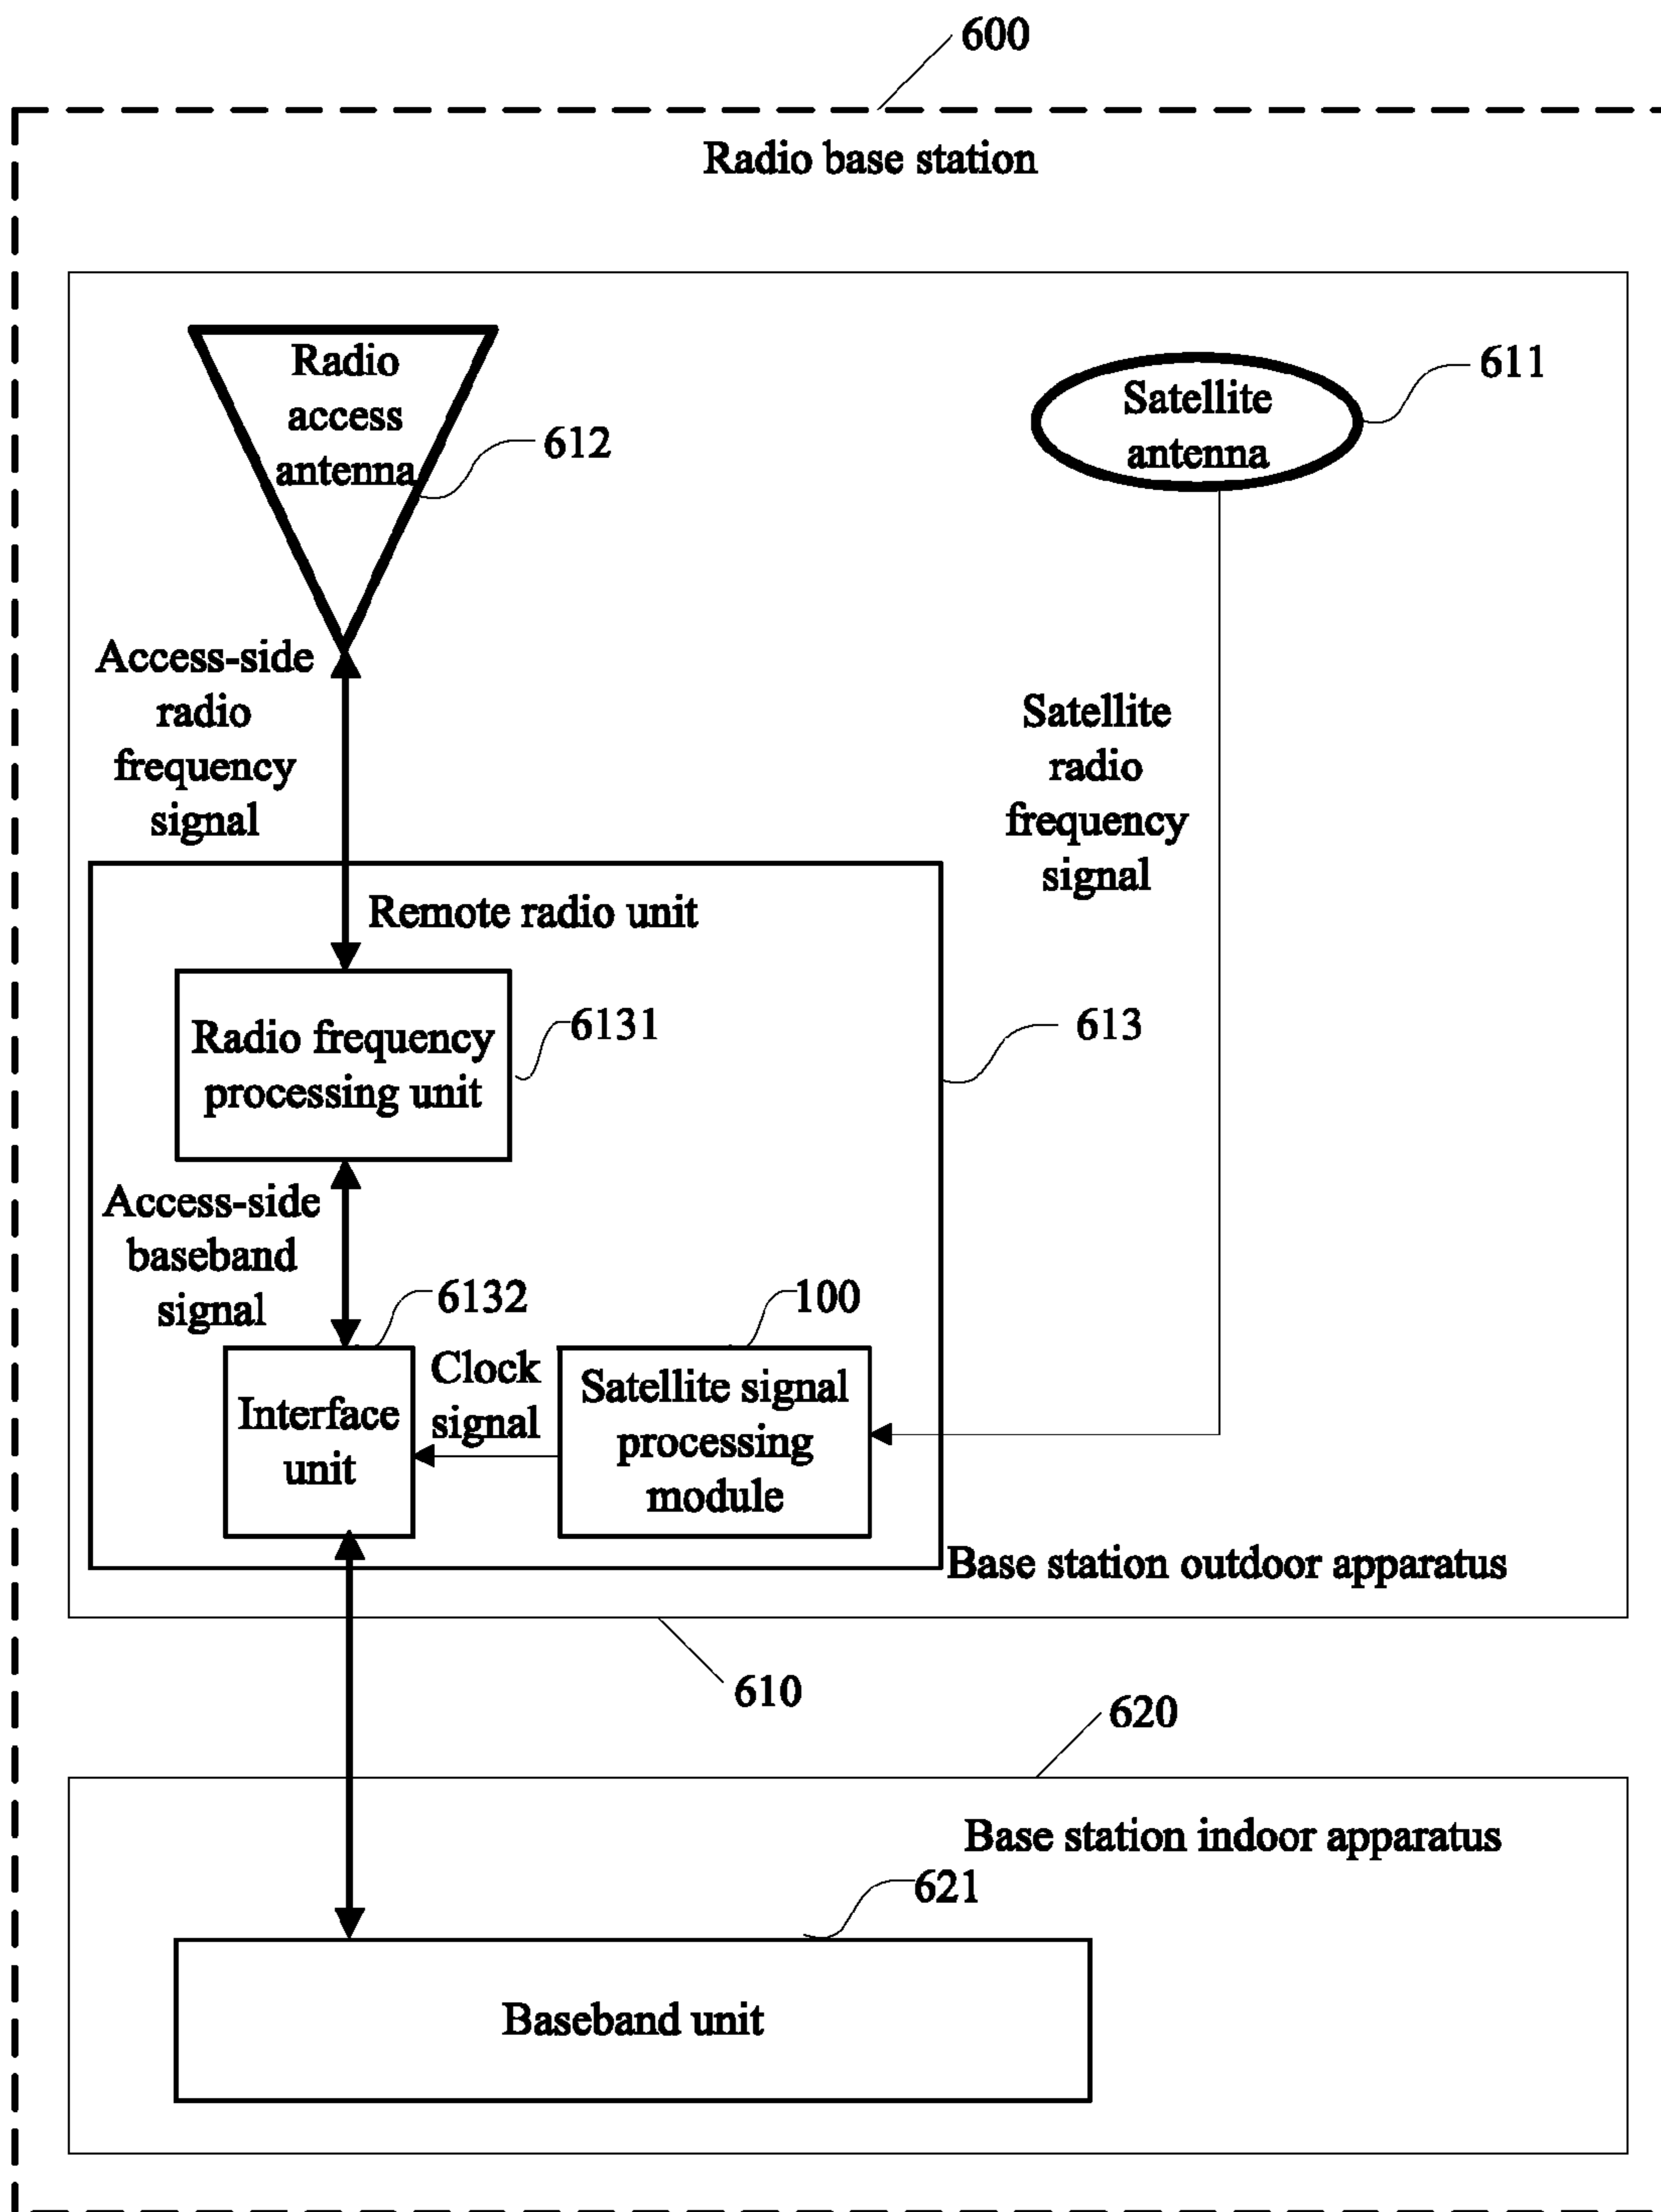 600
Radio base station
Radio
access
antenna
612
Satellite
antenna
611
Access-side
radio
frequency
signal
Satellite
radio
frequency
signal
Remote radio unit
Radio frequency
processing unit
6131
613
Access-side
baseband
signal
6132
100
Clock
signal
Interface
unit
Satellite signal
processing
module
Base station outdoor apparatus
610
620
Base station indoor apparatus
621
Baseband unit